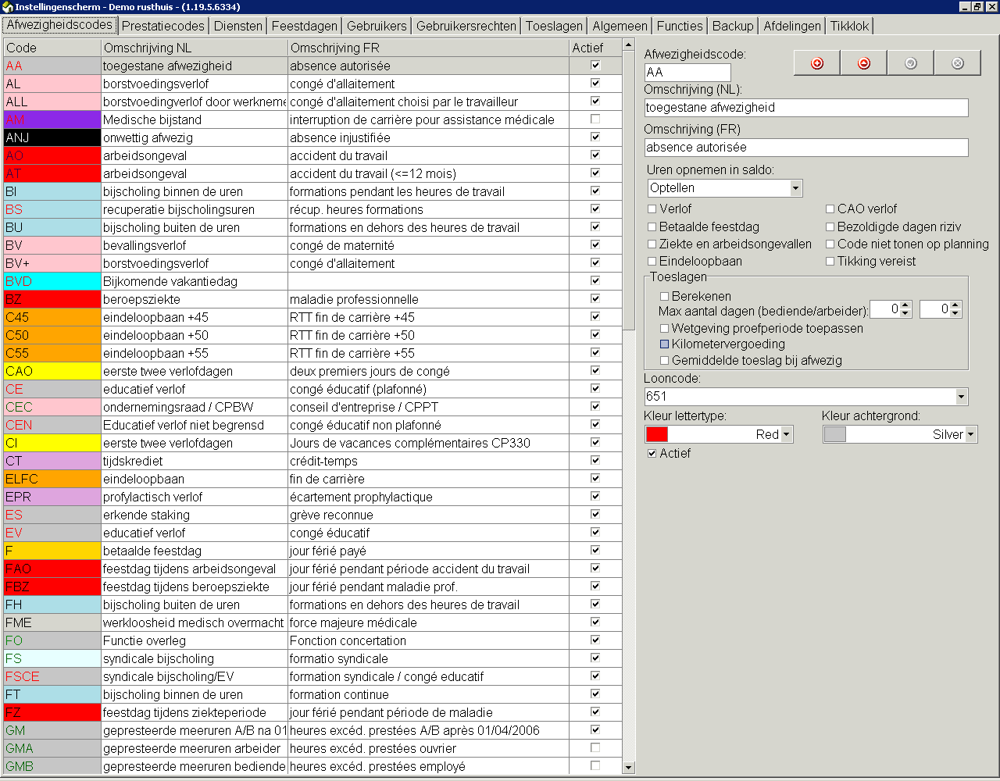 Instellingenscherm - Demo rusthuis - (1.19.5.6334)
Afwezigheidscodes Prestatiecodes Diensten Feestdagen Gebruikers Gebruikersrechten Toeslagen Algemeen Functies Backup Afdelingen Tikklok
Code Omschrijving NL Omschrijving FR Actief
AA toegestane afwezigheid absence autorisée
AL borstvoedingsverlof congé d'allaitement
ALL borstvoedingverlof door werkneme congé d'allaitement choisi par le travailleur
AM Medische bijstand interruption de carrière pour assistance médicale
ANJ onwettig afwezig absence injustifiée
AO arbeidsongeval accident du travail
AT arbeidsongeval accident du travail (<=12 mois)
BI bijscholing binnen de uren formations pendant les heures de travail
BS recuperatie bijscholingsuren récup. heures formations
BU bijscholing buiten de uren formations en dehors des heures de travail
BV bevallingsverlof congé de maternité
BV+ borstvoedingsverlof congé d'allaitement
BVD Bijkomende vakantiedag
BZ beroepsziekte maladie professionnelle
C45 eindeloopbaan +45 RTT fin de carrière +45
C50 eindeloopbaan +50 RTT fin de carrière +50
C55 eindeloopbaan +55 RTT fin de carrière +55
CAO eerste twee verlofdagen deux premiers jours de congé
CE educatief verlof congé éducatif (plafonné)
CEC ondernemingsraad / CPBW conseil d'entreprise / CPPT
CEN Educatief verlof niet begrensd congé éducatif non plafonné
CI eerste twee verlofdagen Jours de vacances complémentaires CP330
CT tijdskrediet crédit-temps
ELFC eindeloopbaan fin de carrière
EPR profylactisch verlof écartement prophylactique
ES erkende staking grève reconnue
EV educatief verlof congé éducatif
F betaalde feestdag jour férié payé
FAO feestdag tijdens arbeidsongeval jour férié pendant période accident du travail
FBZ feestdag tijdens beroepsziekte jour férié pendant maladie prof.
FH bijscholing buiten de uren formations en dehors des heures de travail
FME werkloosheid medisch overmacht force majeure médicale
FO Functie overleg Fonction concertation
FS syndicale bijscholing formatio syndicale
FSCE syndicale bijscholing/EV formation syndicale / congé educatif
FT bijscholing binnen de uren formation continue
FZ feestdag tijdens ziekteperiode jour férié pendant période de maladie
GM gepresteerde meeruren A/B na 01 heures excéd. prestées A/B après 01/04/2006
GMA gepresteerde meeruren arbeider heures excéd. prestées ouvrier
GMB gepresteerde meeruren bediende heures excéd. prestées employé
Afwezigheidscode:
AA
Omschrijving (NL):
toegestane afwezigheid
Omschrijving (FR)
absence autorisée
Uren opnemen in saldo:
Optellen
Verlof CAO verlof
Betaalde feestdag Bezoldigde dagen riziv
Ziekte en arbeidsongevallen Code niet tonen op planning
Eindeloopbaan Tikking vereist
Toeslagen
Berekenen
Max aantal dagen (bediende/arbeider): 0 0
Wetgeving proefperiode toepassen
Kilometervergoeding
Gemiddelde toeslag bij afwezig
Looncode:
651
Kleur lettertype: Kleur achtergrond:
Red Silver
Actief